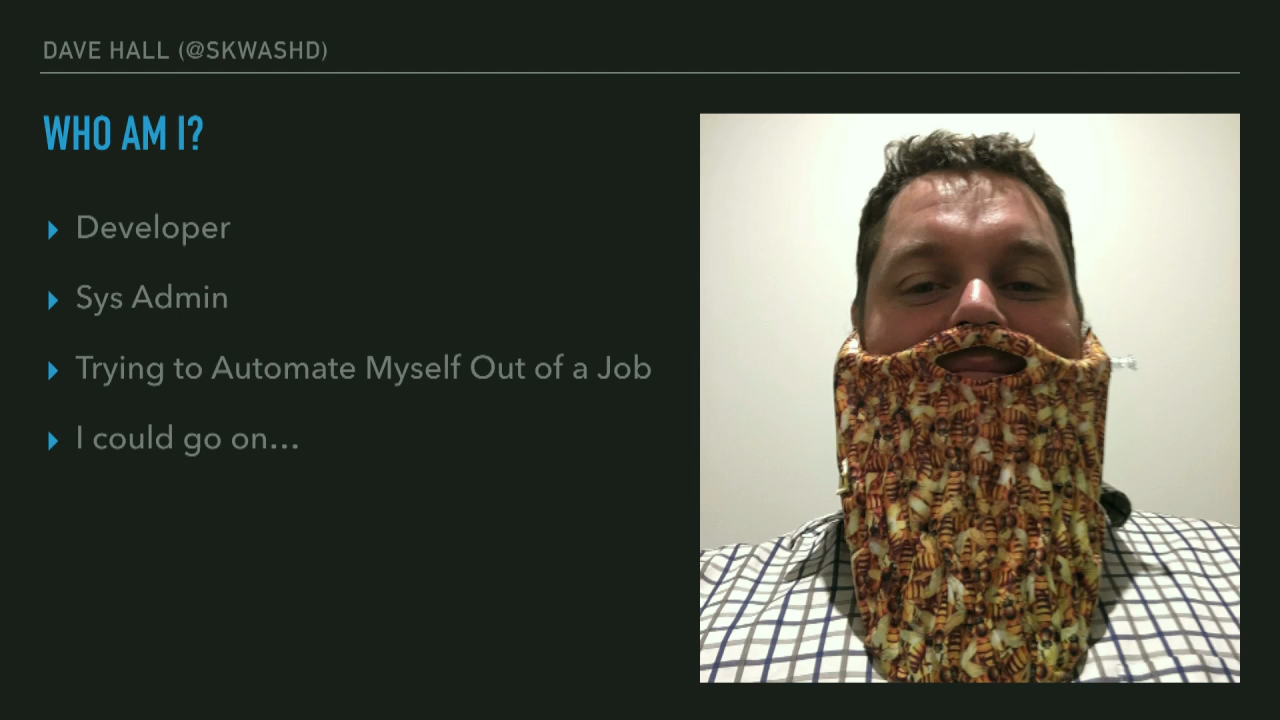 DAVE HALL (@SKWASHD)
WHO AM I?
Developer
Sys Admin
Trying to Automate Myself Out of a Job
I could go on…